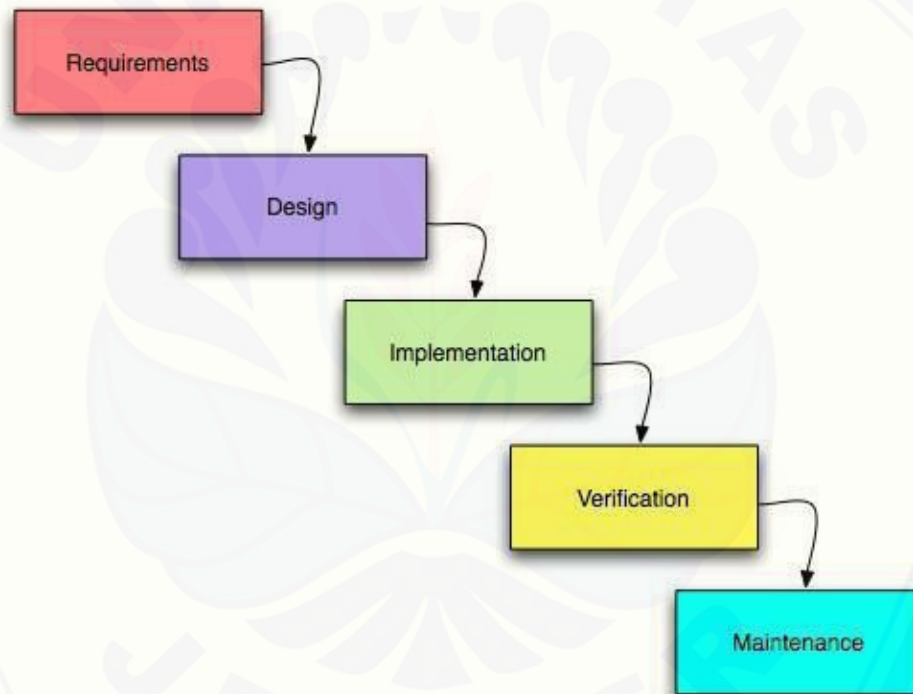 Requirements
Design
Implementation
Verification
Maintenance